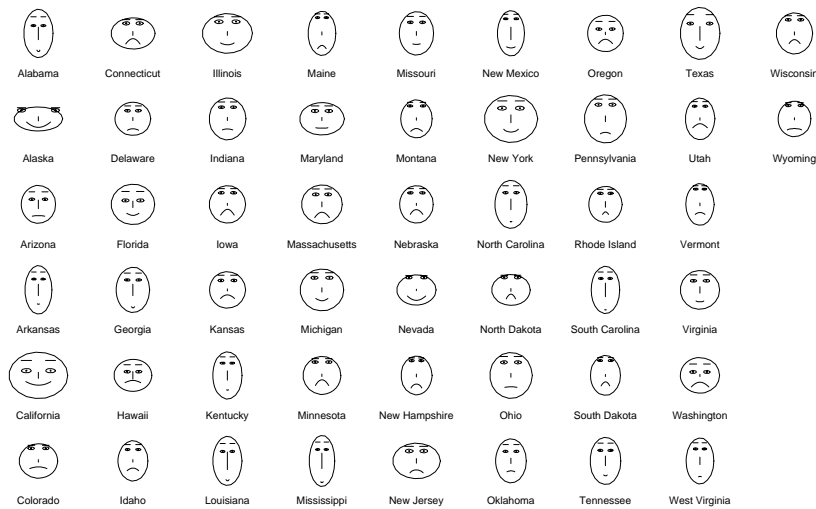 Alabama Connecticut Illinois Maine Missouri New Mexico Oregon Texas Wisconsin
Alaska Delaware Indiana Maryland Montana New York Pennsylvania Utah Wyoming
Arizona Florida Iowa Massachusetts Nebraska North Carolina Rhode Island Vermont
Arkansas Georgia Kansas Michigan Nevada North Dakota South Carolina Virginia
California Hawaii Kentucky Minnesota New Hampshire Ohio South Dakota Washington
Colorado Idaho Louisiana Mississippi New Jersey Oklahoma Tennessee West Virginia